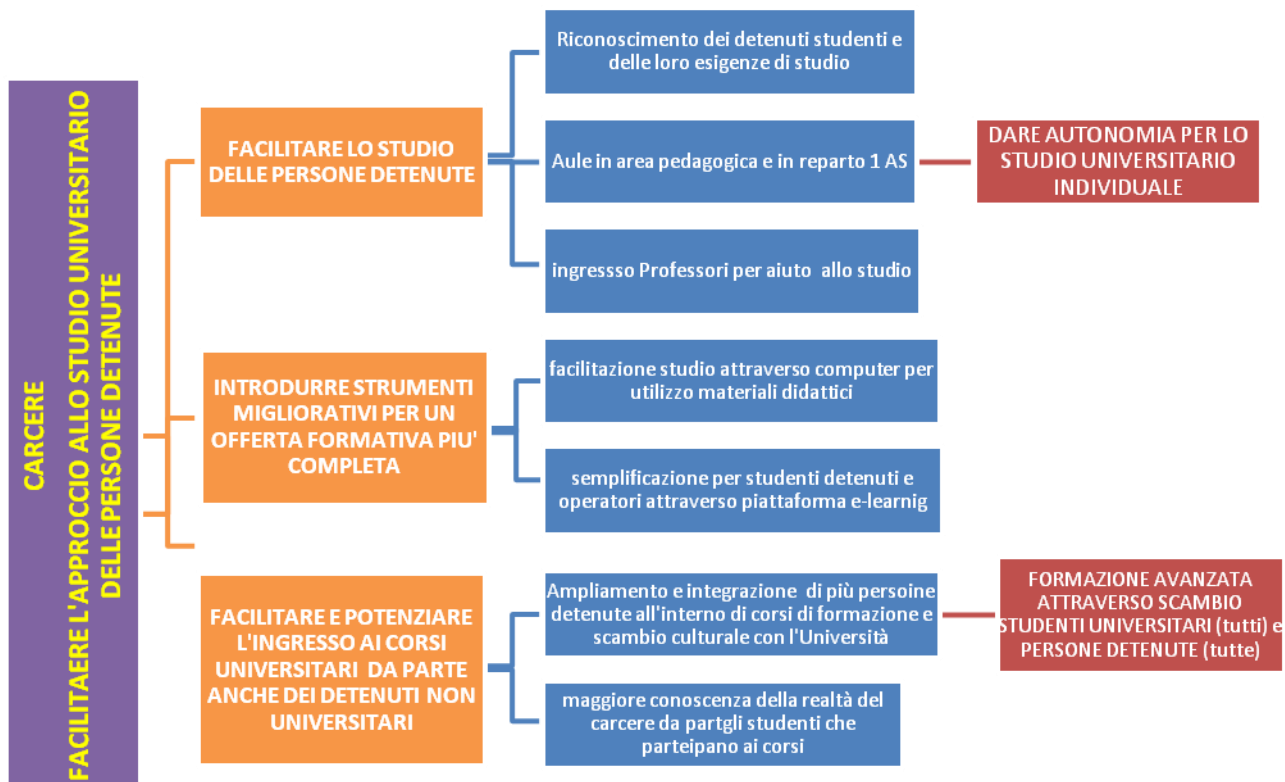 CARCERE
FACILITAERE L'APPROCCIO ALLO STUDIO UNIVERSITARIO
DELLE PERSONE DETENUTE
FACILITARE LO STUDIO
DELLE PERSONE DETENUTE
Riconoscimento dei detenuti studenti e
delle loro esigenze di studio
Aule in area pedagogica e in reparto 1 AS
DARE AUTONOMIA PER LO
STUDIO UNIVERSITARIO
INDIVIDUALE
ingressso Professori per aiuto allo studio
INTRODURRE STRUMENTI
MIGLIORATIVI PER UN
OFFERTA FORMATIVA PIU'
COMPLETA
facilitazione studio attraverso computer per
utilizzo materiali didattici
semplificazione per studenti detenuti e
operatori attraverso piattaforma e-learnig
FACILITARE E POTENZIARE
L'INGRESSO AI CORSI
UNIVERSITARI DA PARTE
ANCHE DEI DETENUTI NON
UNIVERSITARI
Ampliamento e integrazione di più persoine
detenute all'interno di corsi di formazione e
scambio culturale con l'Università
FORMAZIONE AVANZATA
ATTRAVERSO SCAMBIO
STUDENTI UNIVERSITARI (tutti) e
PERSONE DETENUTE (tutte)
maggiore conoscenza della realtà del
carcere da partgli studenti che
parteipano ai corsi